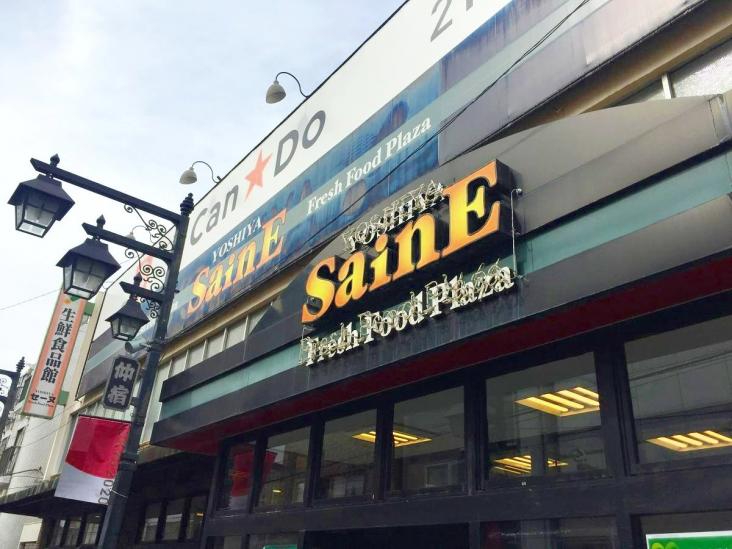 Can★Do
21
YOSHIYA
SainE
Fresh Food Plaza
YOSHIYA
SainE
Fresh Food Plaza
生鮮食品館
セーヌ
仲宿
2020